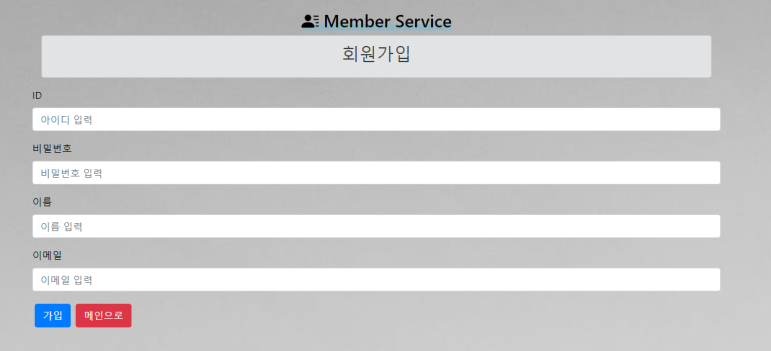 Member Service
회원가입
ID
아이디 입력
비밀번호
비밀번호 입력
이름
이름 입력
이메일
이메일 입력
가입 메인으로